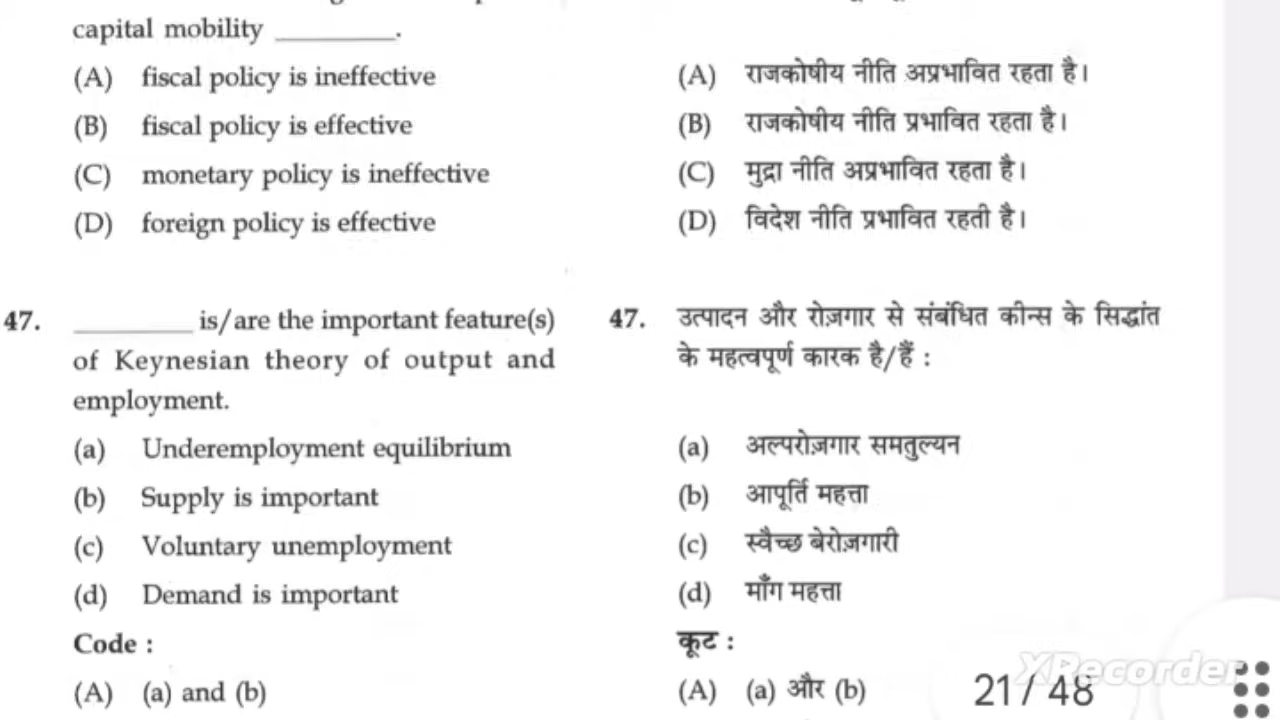 capital mobility _________.
(A) fiscal policy is ineffective
(B) fiscal policy is effective
(C) monetary policy is ineffective
(D) foreign policy is effective
47. _________ is/are the important feature(s)
of Keynesian theory of output and
employment.
(a) Underemployment equilibrium
(b) Supply is important
(c) Voluntary unemployment
(d) Demand is important
Code :
(A) (a) and (b)
(A) राजकोषीय नीति अप्रभावित रहता है।
(B) राजकोषीय नीति प्रभावित रहता है।
(C) मुद्रा नीति अप्रभावित रहता है।
(D) विदेश नीति प्रभावित रहती है।
47. उत्पादन और रोज़गार से संबंधित कीन्स के सिद्धांत
के महत्वपूर्ण कारक है/हैं :
(a) अल्परोज़गार समतुल्यन
(b) आपूर्ति महत्ता
(c) स्वैच्छ बेरोज़गारी
(d) माँग महत्ता
कूट :
(A) (a) और (b)
XRecorder
21 / 48